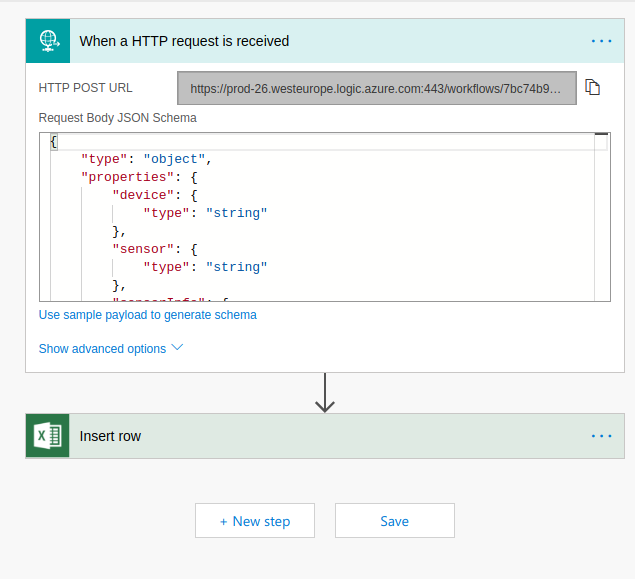 When a HTTP request is received
HTTP POST URL
https://prod-26.westeurope.logic.azure.com:443/workflows/7bc74b9...
Request Body JSON Schema
{
"type": "object",
"properties": {
"device": {
"type": "string"
},
"sensor": {
"type": "string"
},
"sensorInfo": {
Use sample payload to generate schema
Show advanced options
X
Insert row
+ New step
Save